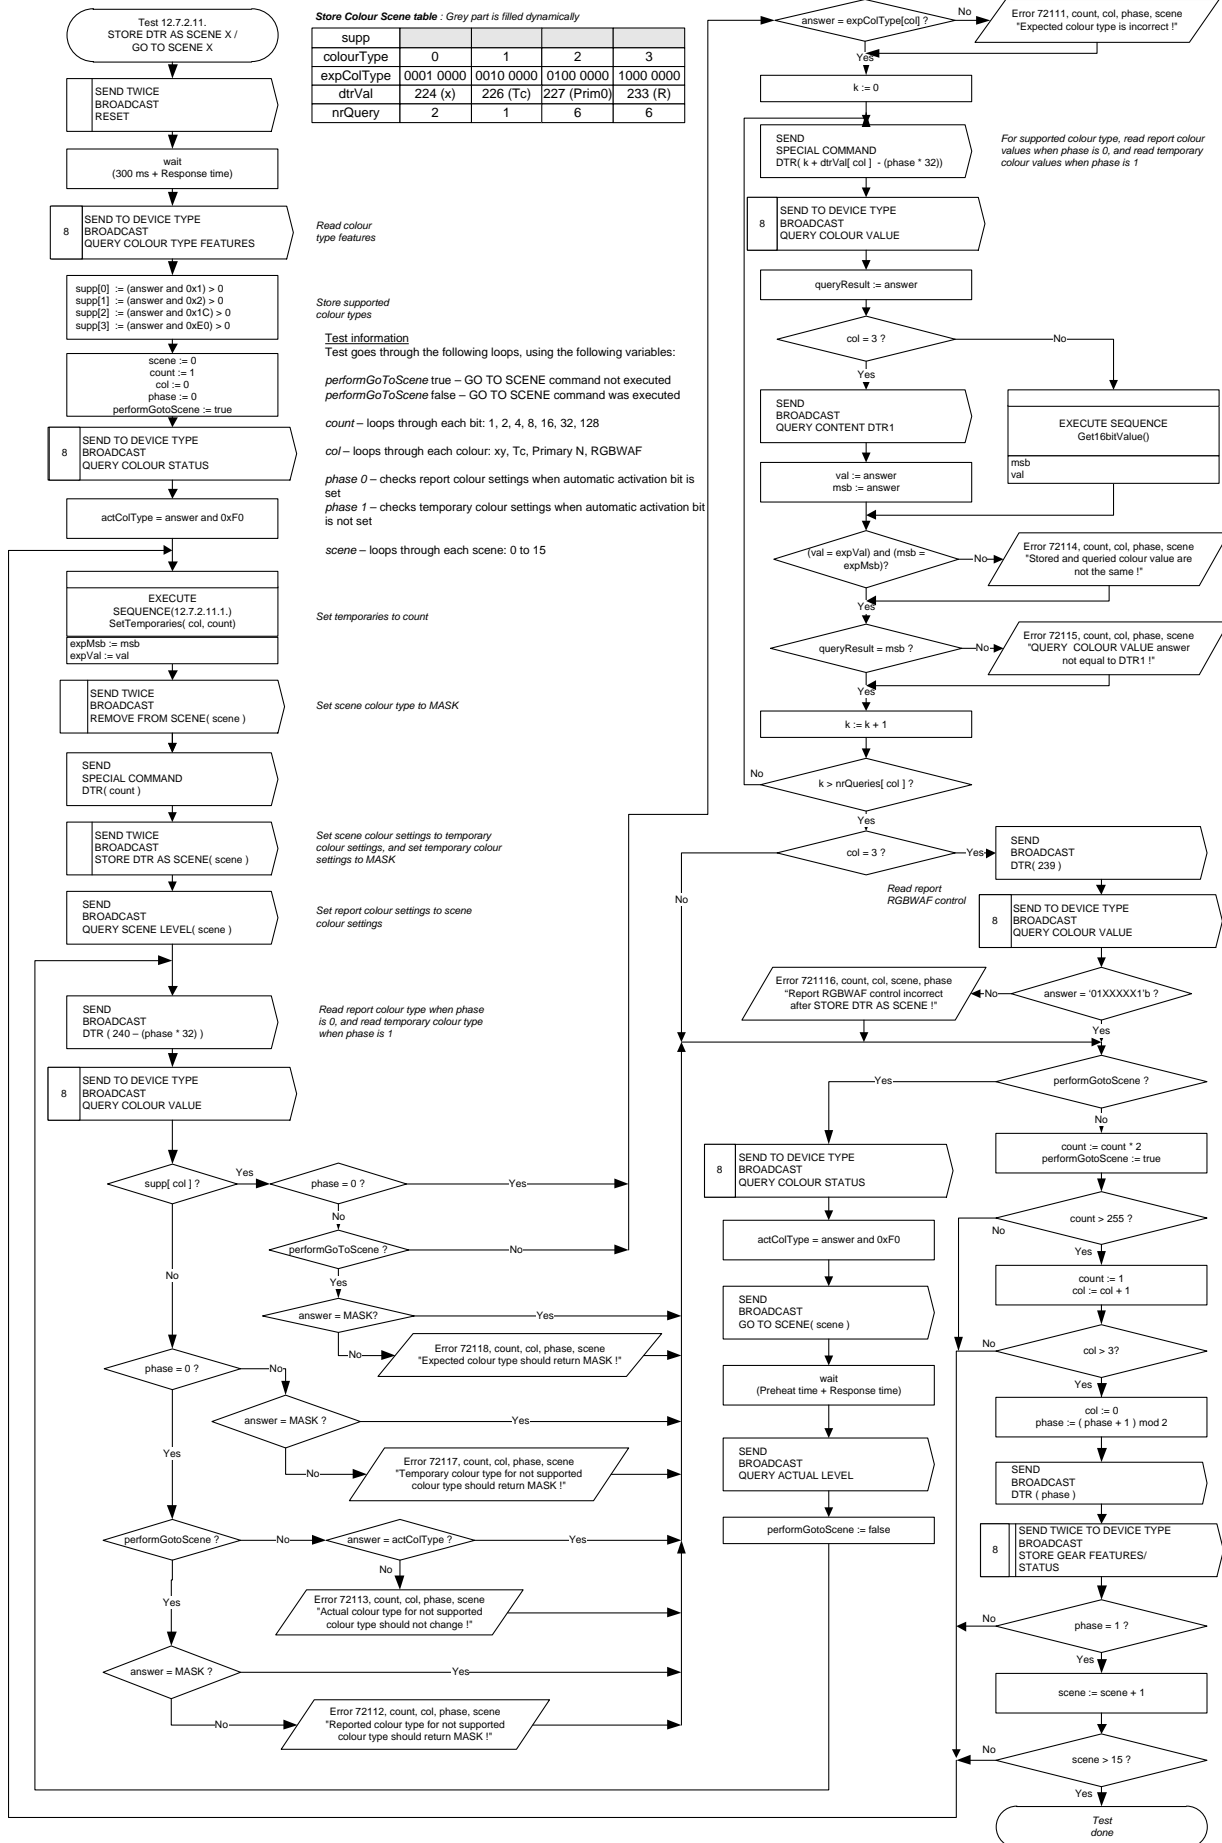 Test 12.7.2.11.
STORE DTR AS SCENE X /
GO TO SCENE X
SEND TWICE
BROADCAST
RESET
wait
(300 ms + Response time)
8
SEND TO DEVICE TYPE
BROADCAST
QUERY COLOUR TYPE FEATURES
Read colour
type features
supp[0] := (answer and 0x1) > 0
supp[1] := (answer and 0x2) > 0
supp[2] := (answer and 0x1C) > 0
supp[3] := (answer and 0xE0) > 0
Store supported
colour types
scene := 0
count := 1
col := 0
phase := 0
performGotoScene := true
8
SEND TO DEVICE TYPE
BROADCAST
QUERY COLOUR STATUS
actColType = answer and 0xF0
EXECUTE
SEQUENCE(12.7.2.11.1.)
SetTemporaries( col, count)
expMsb := msb
expVal := val
Set temporaries to count
SEND TWICE
BROADCAST
REMOVE FROM SCENE( scene )
Set scene colour type to MASK
SEND
SPECIAL COMMAND
DTR( count )
SEND TWICE
BROADCAST
STORE DTR AS SCENE( scene )
Set scene colour settings to temporary
colour settings, and set temporary colour
settings to MASK
SEND
BROADCAST
QUERY SCENE LEVEL( scene )
Set report colour settings to scene
colour settings
SEND
BROADCAST
DTR ( 240 – (phase * 32) )
Read report colour type when phase
is 0, and read temporary colour type
when phase is 1
8
SEND TO DEVICE TYPE
BROADCAST
QUERY COLOUR VALUE
supp[ col ] ?
Yes
phase = 0 ?
Yes
No
performGoToScene ?
No
Yes
answer = MASK?
Yes
No
Error 72118, count, col, phase, scene
"Expected colour type should return MASK !"
No
phase = 0 ?
No
answer = MASK ?
Yes
No
Error 72117, count, col, phase, scene
"Temporary colour type for not supported
colour type should return MASK !"
Yes
performGotoScene ?
No
answer = actColType ?
Yes
No
Error 72113, count, col, phase, scene
"Actual colour type for not supported
colour type should not change !"
Yes
answer = MASK ?
Yes
No
Error 72112, count, col, phase, scene
"Reported colour type for not supported
colour type should return MASK !"
Store Colour Scene table : Grey part is filled dynamically
supp
colourType 0 1 2 3
expColType 0001 0000 0010 0000 0100 0000 1000 0000
dtrVal 224 (x) 226 (Tc) 227 (Prim0) 233 (R)
nrQuery 2 1 6 6
Test information
Test goes through the following loops, using the following variables:
performGoToScene true – GO TO SCENE command not executed
performGoToScene false – GO TO SCENE command was executed
count – loops through each bit: 1, 2, 4, 8, 16, 32, 128
col – loops through each colour: xy, Tc, Primary N, RGBWAF
phase 0 – checks report colour settings when automatic activation bit is
set
phase 1 – checks temporary colour settings when automatic activation bit
is not set
scene – loops through each scene: 0 to 15
answer = expColType[col] ?
No
Error 72111, count, col, phase, scene
"Expected colour type is incorrect !"
Yes
k := 0
SEND
SPECIAL COMMAND
DTR( k + dtrVal[ col ] - (phase * 32))
For supported colour type, read report colour
values when phase is 0, and read temporary
colour values when phase is 1
8
SEND TO DEVICE TYPE
BROADCAST
QUERY COLOUR VALUE
queryResult := answer
col = 3 ?
No
Yes
SEND
BROADCAST
QUERY CONTENT DTR1
EXECUTE SEQUENCE
Get16bitValue()
msb
val
val := answer
msb := answer
(val = expVal) and (msb =
expMsb)?
No
Error 72114, count, col, phase, scene
"Stored and queried colour value are
not the same !"
Yes
queryResult = msb ?
No
Error 72115, count, col, phase, scene
"QUERY COLOUR VALUE answer
not equal to DTR1 !"
Yes
k := k + 1
No
k > nrQueries[ col ] ?
Yes
col = 3 ?
Yes
No
SEND
BROADCAST
DTR( 239 )
Read report
RGBWAF control
8
SEND TO DEVICE TYPE
BROADCAST
QUERY COLOUR VALUE
answer = '01XXXXX1'b ?
No
Error 721116, count, col, scene, phase
"Report RGBWAF control incorrect
after STORE DTR AS SCENE !"
Yes
performGotoScene ?
Yes
No
8
SEND TO DEVICE TYPE
BROADCAST
QUERY COLOUR STATUS
actColType = answer and 0xF0
SEND
BROADCAST
GO TO SCENE( scene )
wait
(Preheat time + Response time)
SEND
BROADCAST
QUERY ACTUAL LEVEL
performGotoScene := false
count := count * 2
performGotoScene := true
count > 255 ?
No
Yes
count := 1
col := col + 1
No
col > 3?
Yes
col := 0
phase := ( phase + 1 ) mod 2
SEND
BROADCAST
DTR ( phase )
8
SEND TWICE TO DEVICE TYPE
BROADCAST
STORE GEAR FEATURES/
STATUS
No
phase = 1 ?
Yes
scene := scene + 1
No
scene > 15 ?
Yes
Test
done